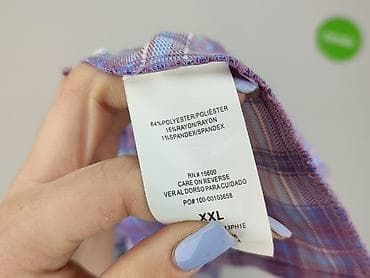 84%POLYESTER/POLIÉSTER
15%RAYON/RAYON
1%SPANDEX/SPANDEX
RN# 15600
CARE ON REVERSE
VER AL DORSO PARA CUIDADO
PO# 100-00103658
XXL